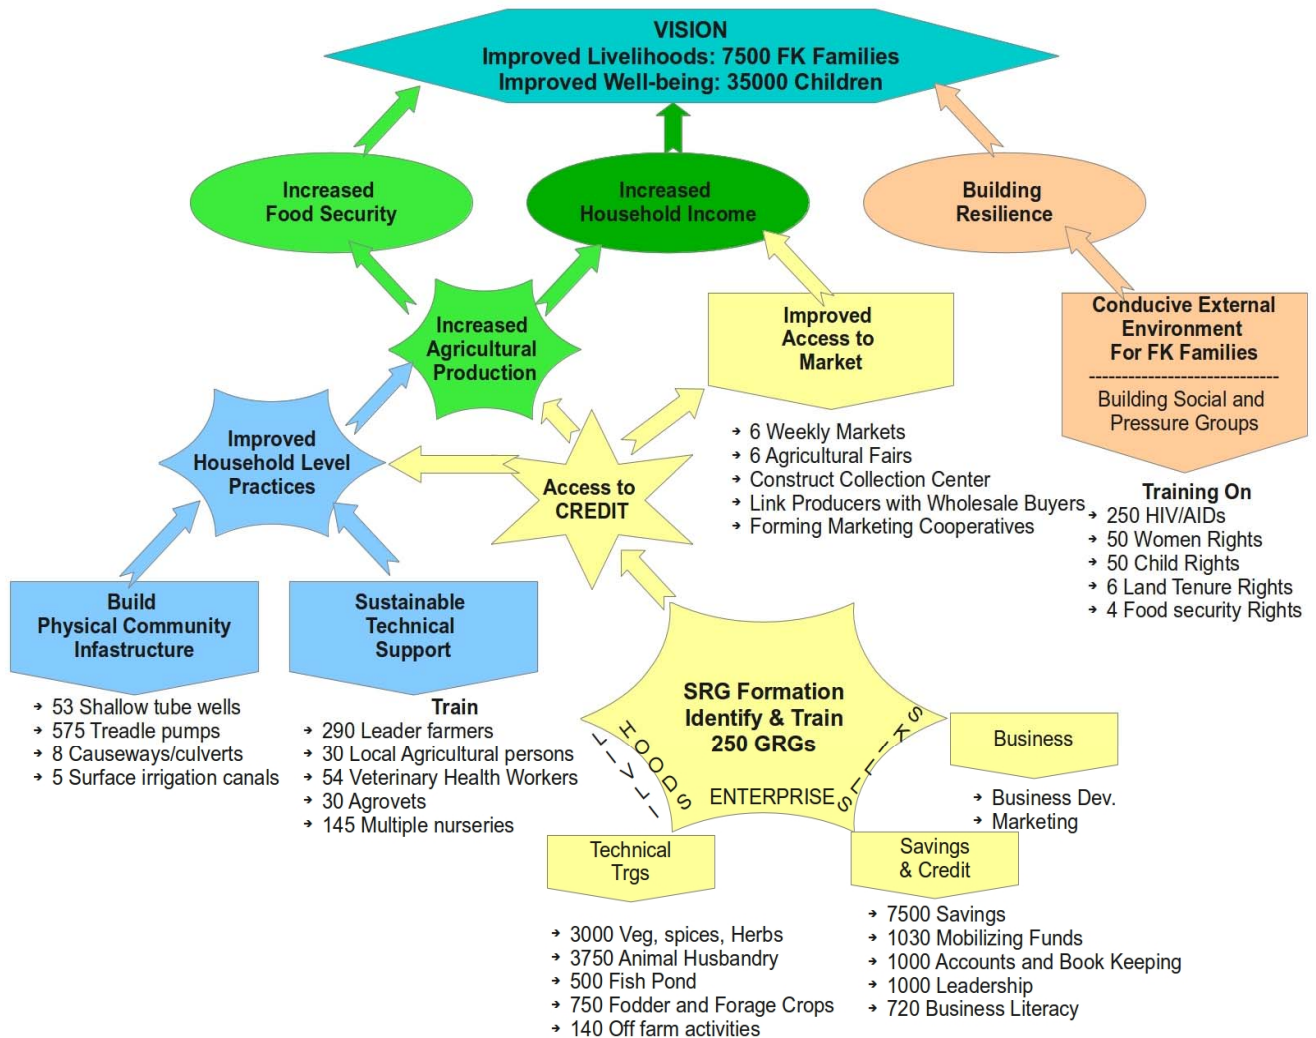 VISION
Improved Livelihoods: 7500 FK Families
Improved Well-being: 35000 Children
Increased
Food Security
Increased
Household Income
Building
Resilience
Increased
Agricultural
Production
Improved
Access to
Market
Conducive External
Environment
For FK Families
-----------------------------
Building Social and
Pressure Groups
Improved
Household Level
Practices
Access to
CREDIT
➔ 6 Weekly Markets
➔ 6 Agricultural Fairs
➔ Construct Collection Center
➔ Link Producers with Wholesale Buyers
➔ Forming Marketing Cooperatives
Training On
➔ 250 HIV/AIDs
➔ 50 Women Rights
➔ 50 Child Rights
➔ 6 Land Tenure Rights
➔ 4 Food security Rights
Build
Physical Community
Infastructure
➔ 53 Shallow tube wells
➔ 575 Treadle pumps
➔ 8 Causeways/culverts
➔ 5 Surface irrigation canals
Sustainable
Technical
Support
Train
➔ 290 Leader farmers
➔ 30 Local Agricultural persons
➔ 54 Veterinary Health Workers
➔ 30 Agrovets
➔ 145 Multiple nurseries
SRG Formation
Identify & Train
250 GRGs
LIVLI
HOODS
ENTERPRISE
SKILLS
Business
➔ Business Dev.
➔ Marketing
Technical
Trgs
➔ 3000 Veg, spices, Herbs
➔ 3750 Animal Husbandry
➔ 500 Fish Pond
➔ 750 Fodder and Forage Crops
➔ 140 Off farm activities
Savings
& Credit
➔ 7500 Savings
➔ 1030 Mobilizing Funds
➔ 1000 Accounts and Book Keeping
➔ 1000 Leadership
➔ 720 Business Literacy